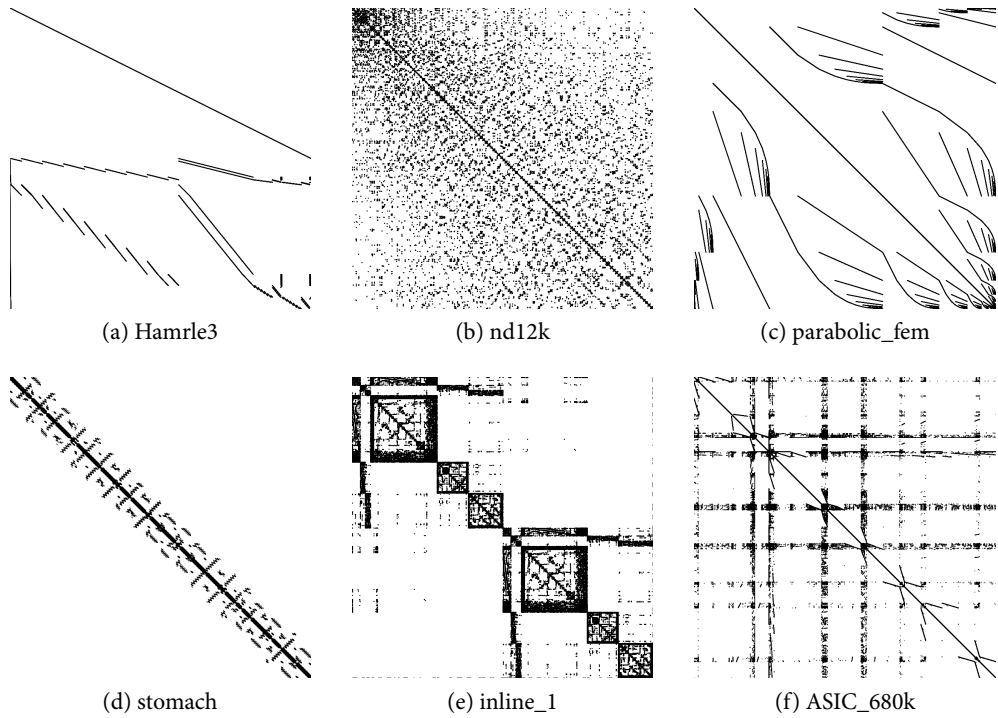 (a) Hamrle3
(b) nd12k
(c) parabolic_fem
(d) stomach
(e) inline_1
(f) ASIC_680k